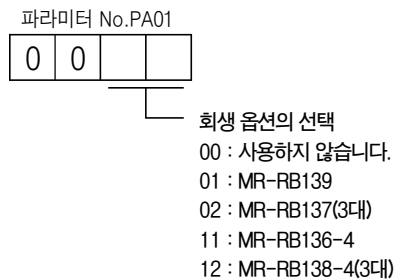 파라미터 No.PA01
0 0
회생 옵션의 선택
00 : 사용하지 않습니다.
01 : MR-RB139
02 : MR-RB137(3대)
11 : MR-RB136-4
12 : MR-RB138-4(3대)